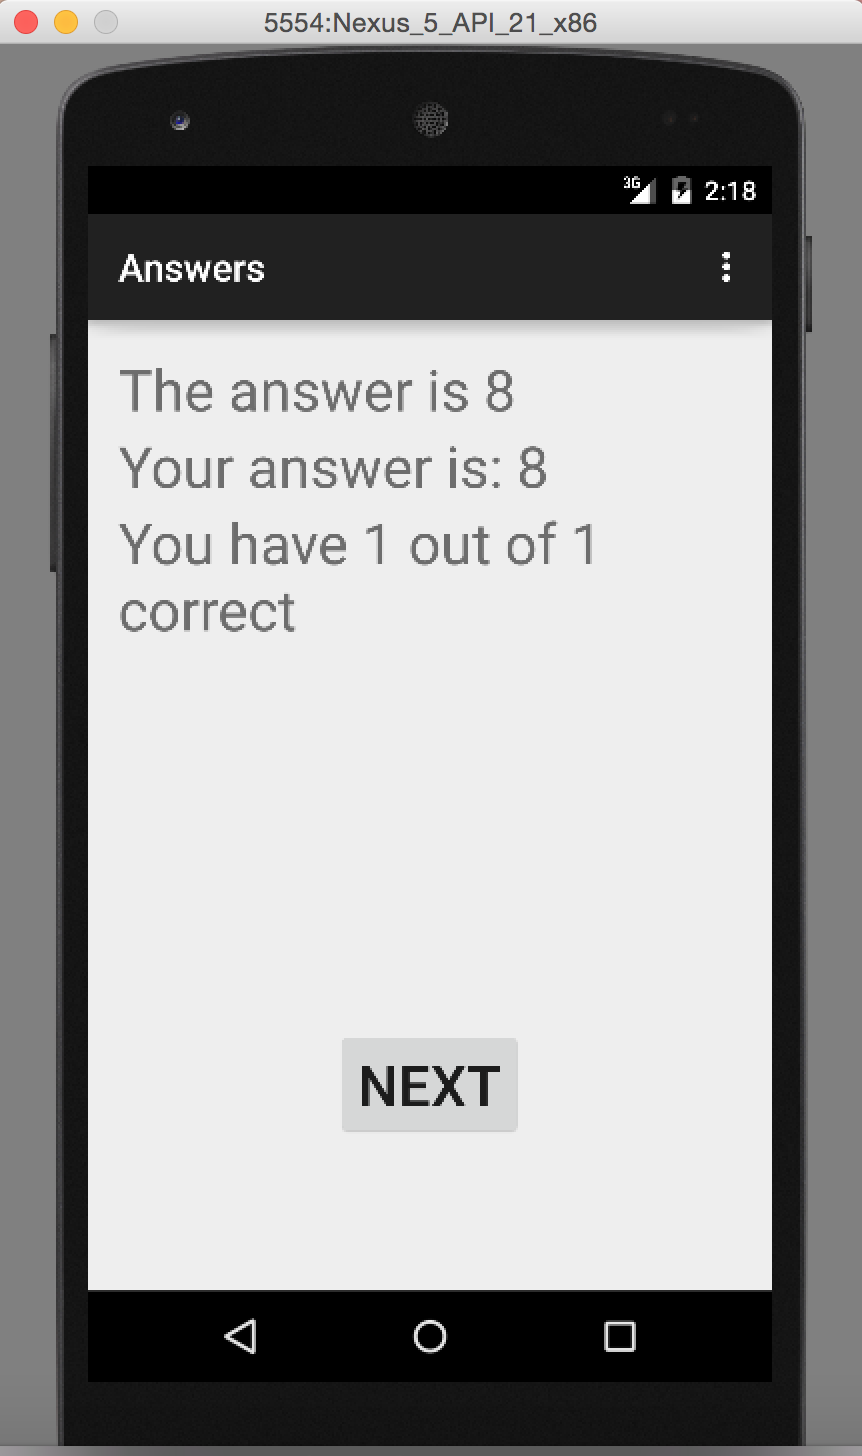 5554:Nexus_5_API_21_x86
3G 2:18
Answers
The answer is 8
Your answer is: 8
You have 1 out of 1
correct
NEXT